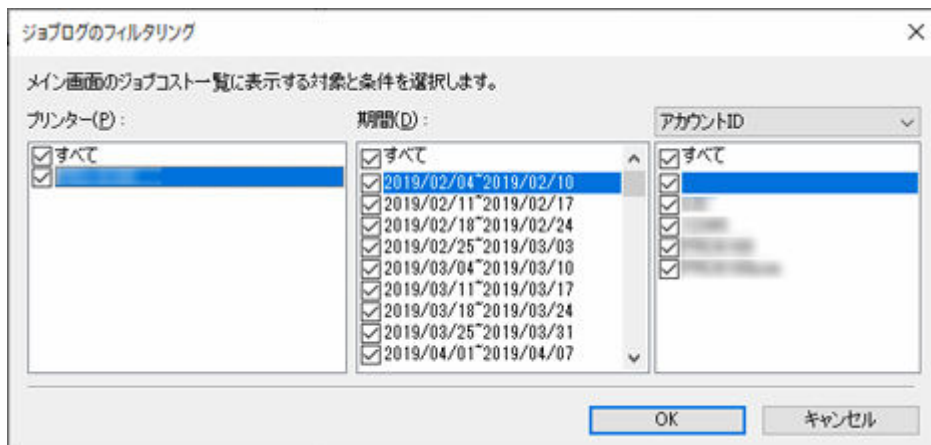 ジョブログのフィルタリング
メイン画面のジョブコスト一覧に表示する対象と条件を選択します。
プリンター(P):
すべて
期間(D):
すべて
2019/02/04~2019/02/10
2019/02/11~2019/02/17
2019/02/18~2019/02/24
2019/02/25~2019/03/03
2019/03/04~2019/03/10
2019/03/11~2019/03/17
2019/03/18~2019/03/24
2019/03/25~2019/03/31
2019/04/01~2019/04/07
アカウントID
すべて
OK
キャンセル